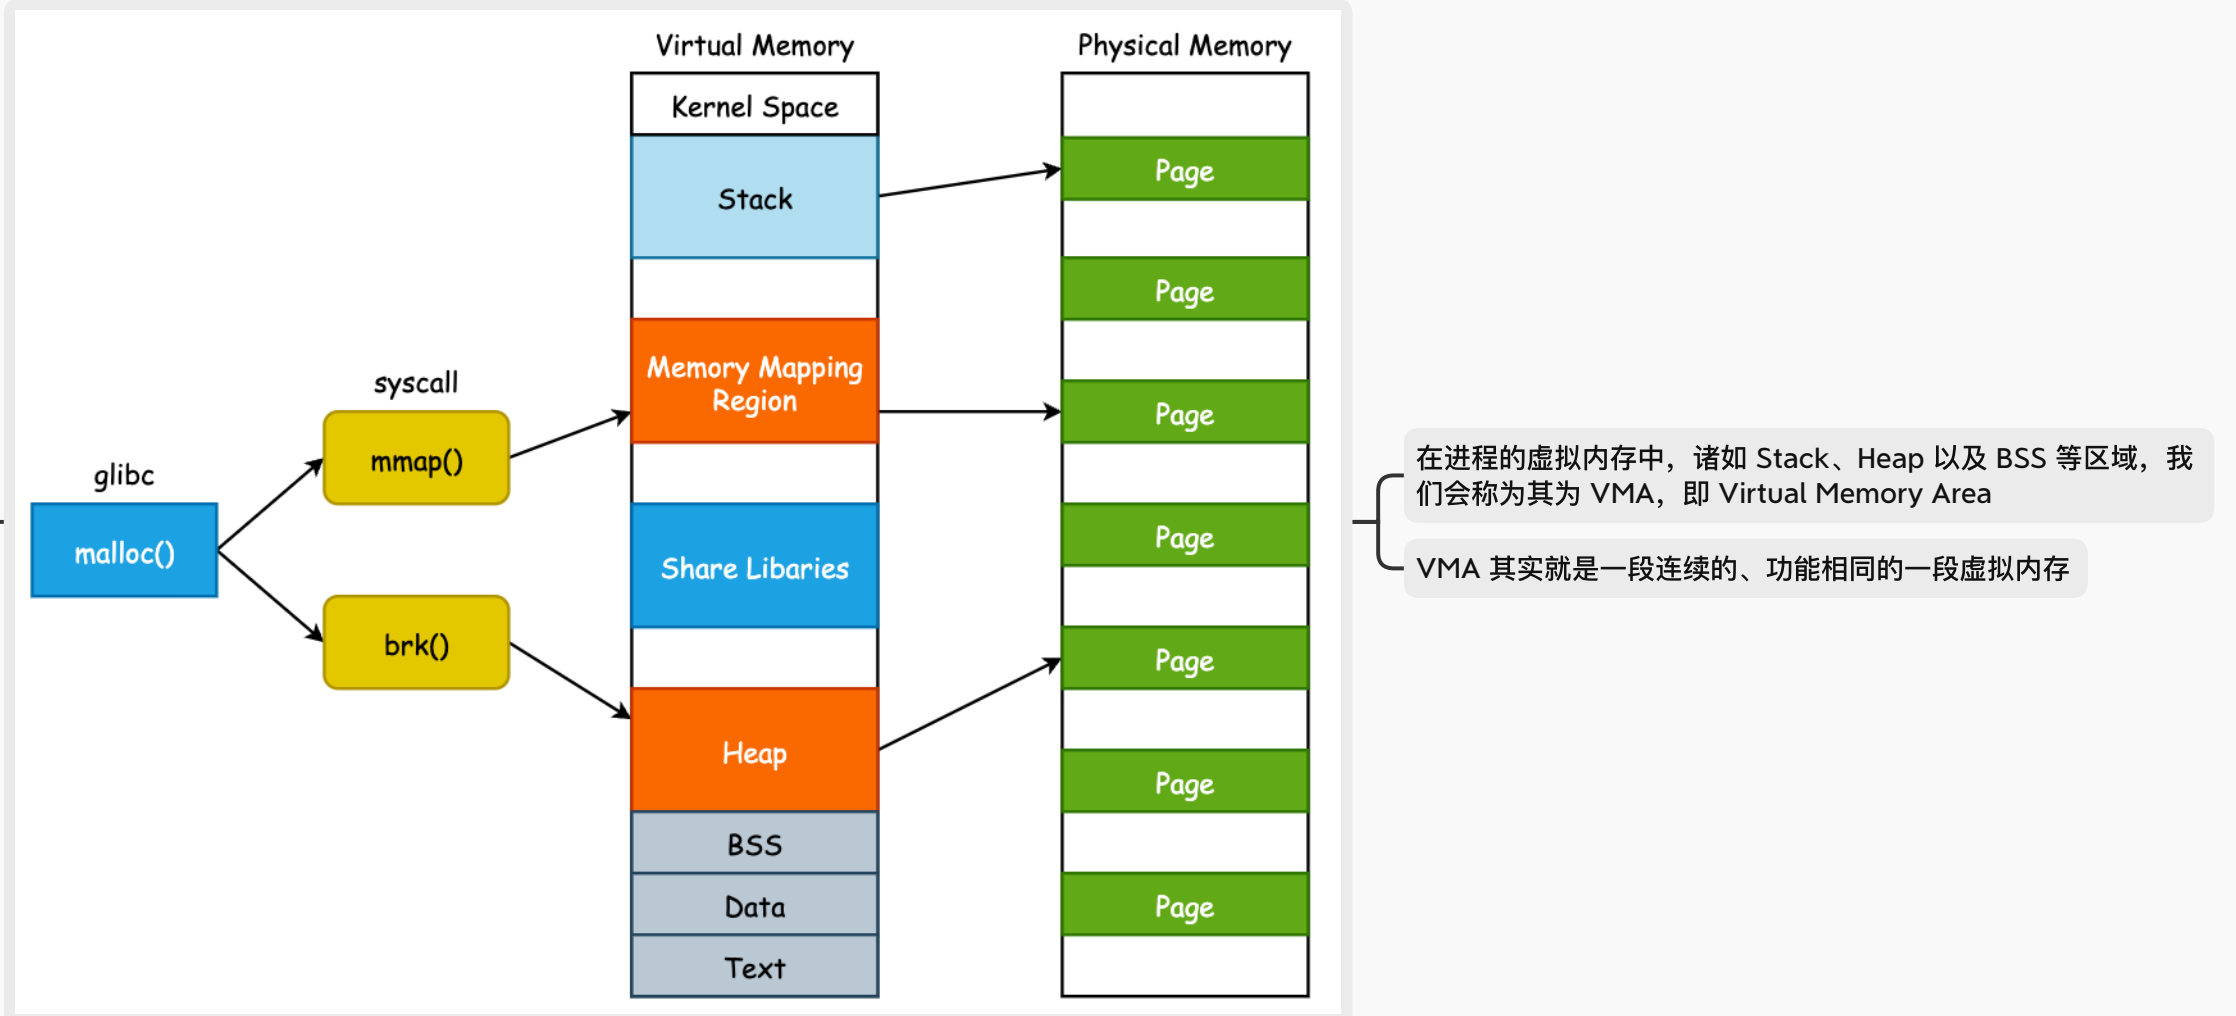 Virtual Memory
Physical Memory
Kernel Space
Stack
Page
Page
Memory Mapping
Region
Page
syscall
mmap()
glibc
malloc()
brk()
Share Libaries
Page
Page
Heap
Page
BSS
Data
Page
Text
在进程的虚拟内存中，诸如 Stack、Heap 以及 BSS 等区域，我
们会称为其为 VMA，即 Virtual Memory Area
VMA 其实就是一段连续的、功能相同的一段虚拟内存